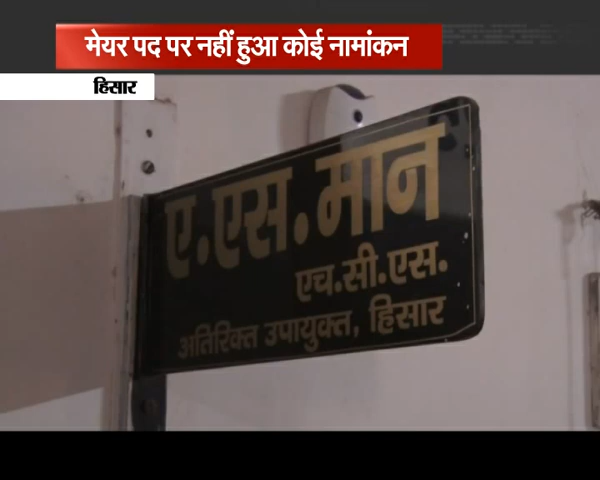 मेयर पद पर नहीं हुआ कोई नामांकन
हिसार
ए.एस.मान
एच.सी.एस.
अतिरिक्त उपायुक्त, हिसार